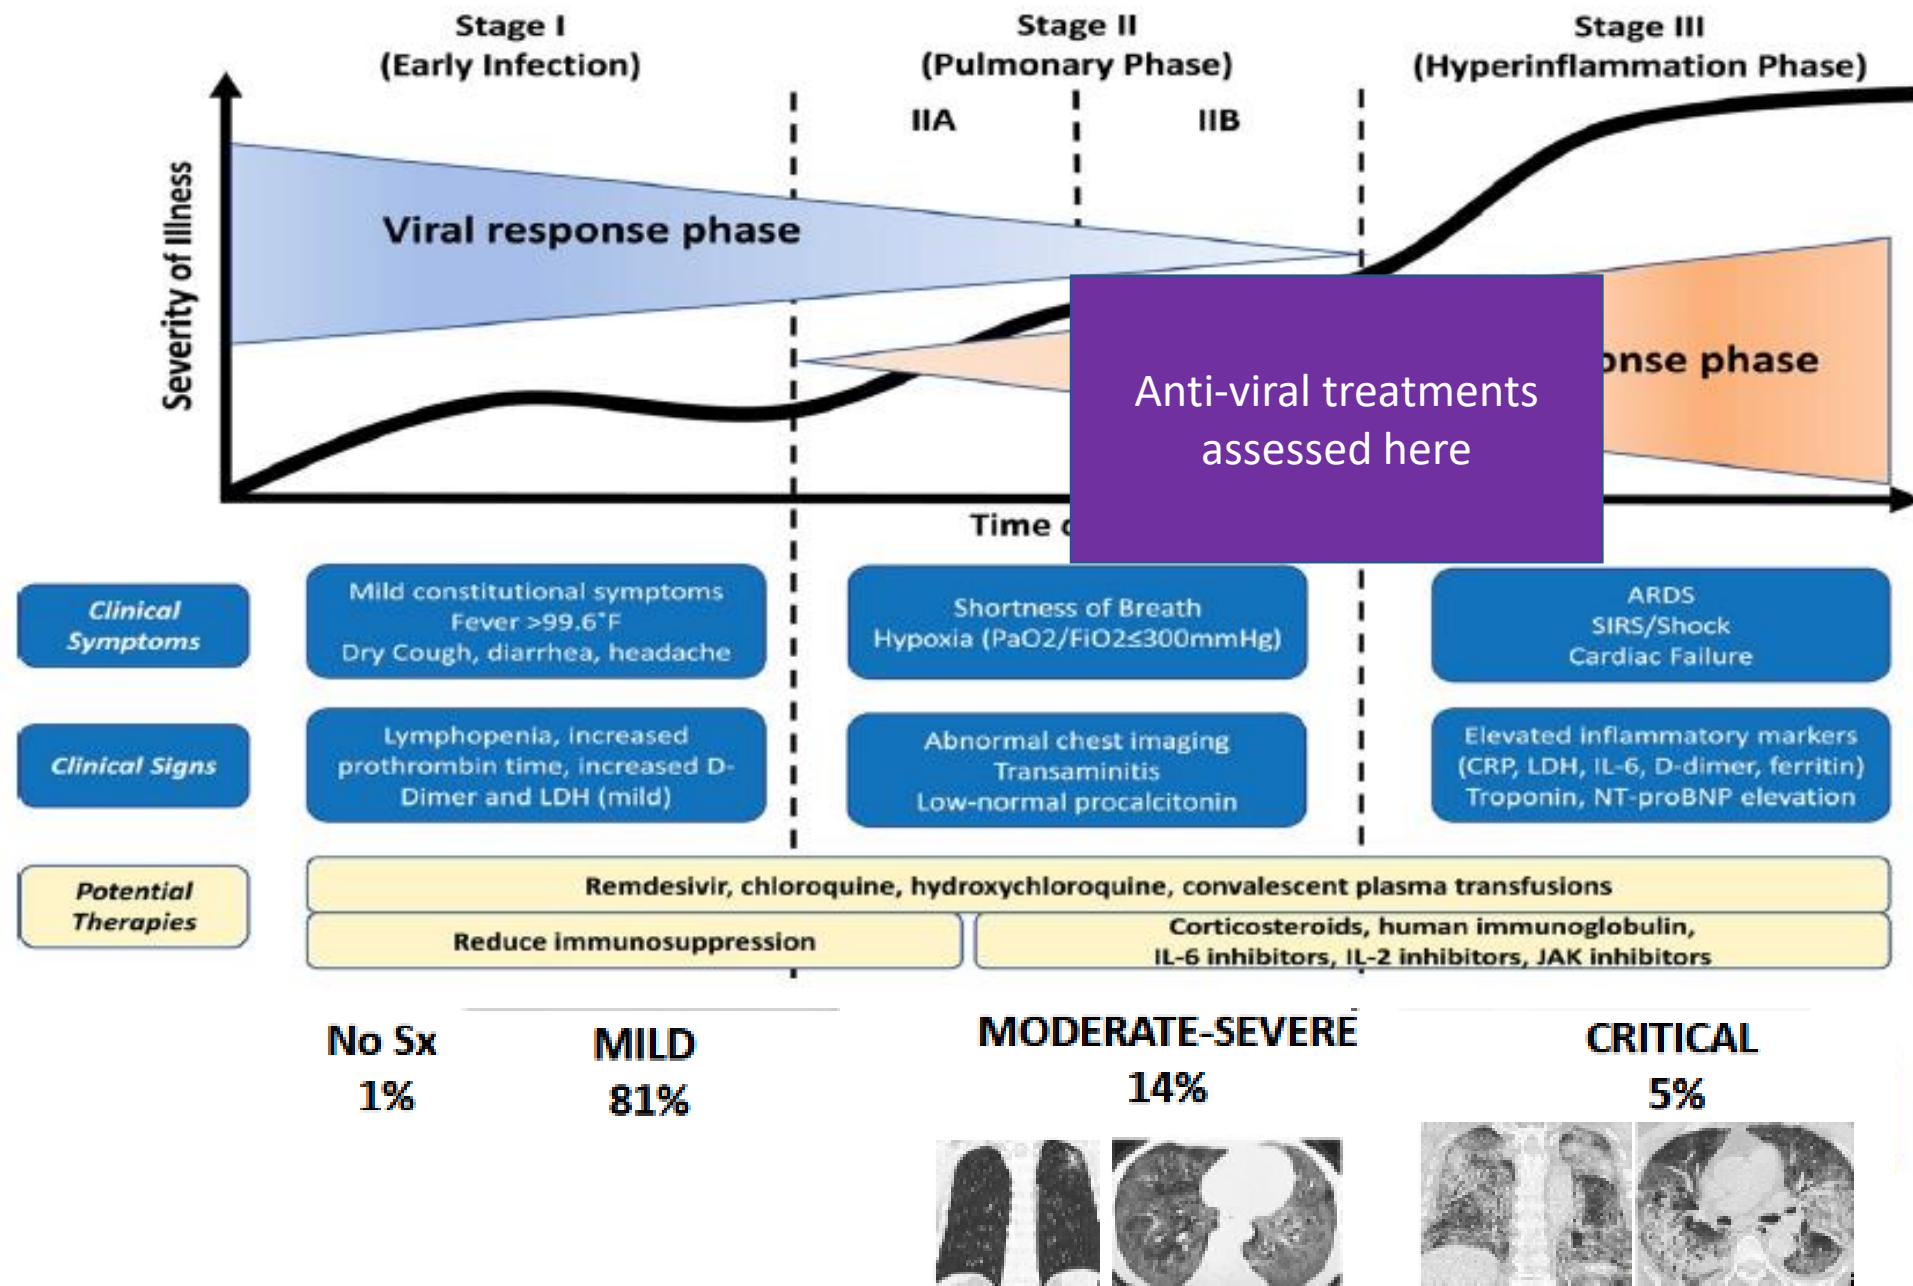 Stage I
(Early Infection)
Stage II
(Pulmonary Phase)
Stage III
(Hyperinflammation Phase)
IIA
IIB
Severity of Illness
Viral response phase
Anti-viral treatments
assessed here
phase
Time
Clinical
Symptoms
Mild constitutional symptoms
Fever >99.6°F
Dry Cough, diarrhea, headache
Shortness of Breath
Hypoxia (PaO2/FiO2≤300mmHg)
ARDS
SIRS/Shock
Cardiac Failure
Clinical Signs
Lymphopenia, increased
prothrombin time, increased D-
Dimer and LDH (mild)
Abnormal chest imaging
Transaminitis
Low-normal procalcitonin
Elevated inflammatory markers
(CRP, LDH, IL-6, D-dimer, ferritin)
Troponin, NT-proBNP elevation
Potential
Therapies
Remdesivir, chloroquine, hydroxychloroquine, convalescent plasma transfusions
Reduce immunosuppression
Corticosteroids, human immunoglobulin,
IL-6 inhibitors, IL-2 inhibitors, JAK inhibitors
No Sx
1%
MILD
81%
MODERATE-SEVERE
14%
CRITICAL
5%